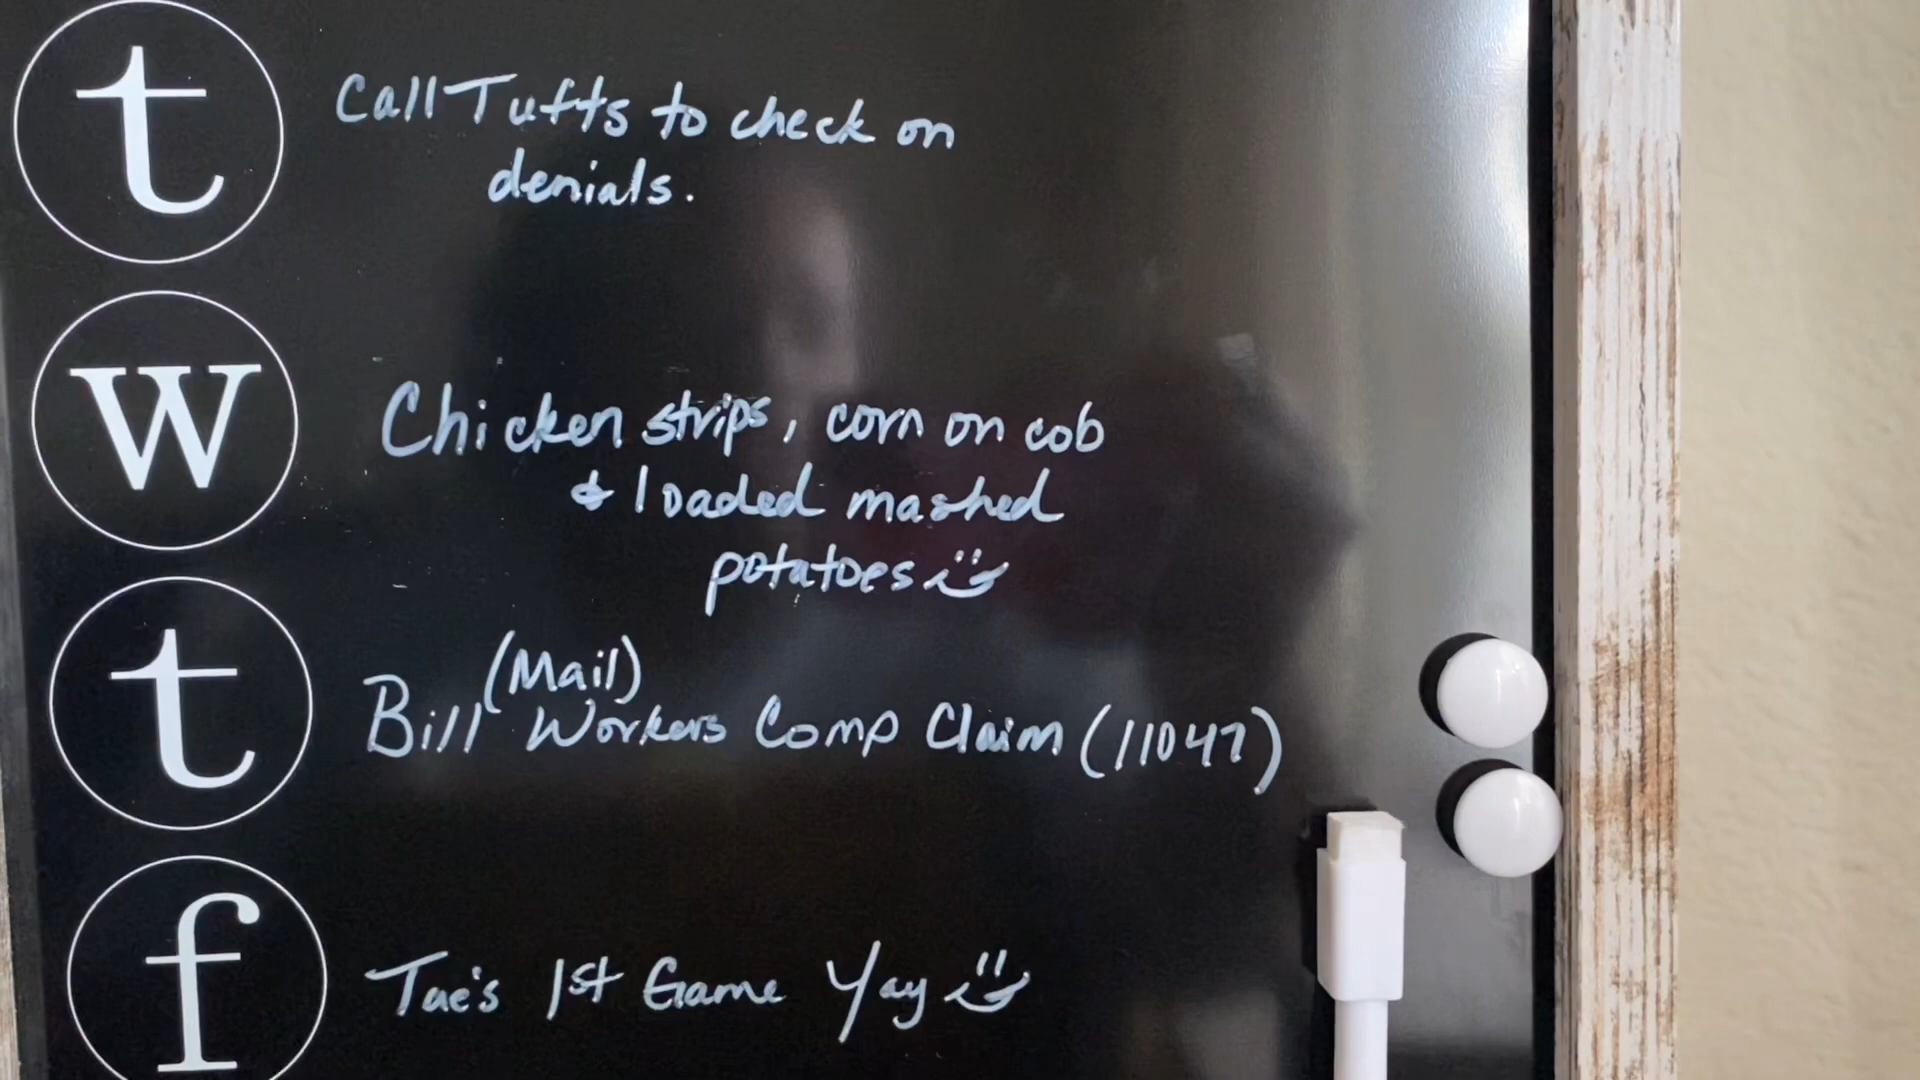 t
Call Tufts to check on
denials.
w
Chicken strips, corn on cob
& loaded mashed
potatoes
t
(Mail)
Bill Workers Comp Claim (11047)
f
Tae's 1st Game Yay